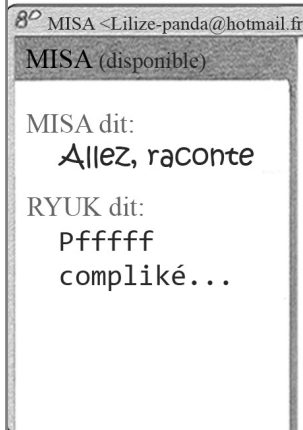 MISA <Lilize-panda@hotmail.fr
MISA (disponible)
MISA dit:
Allez, raconte
RYUK dit:
Pfffff
compliké...